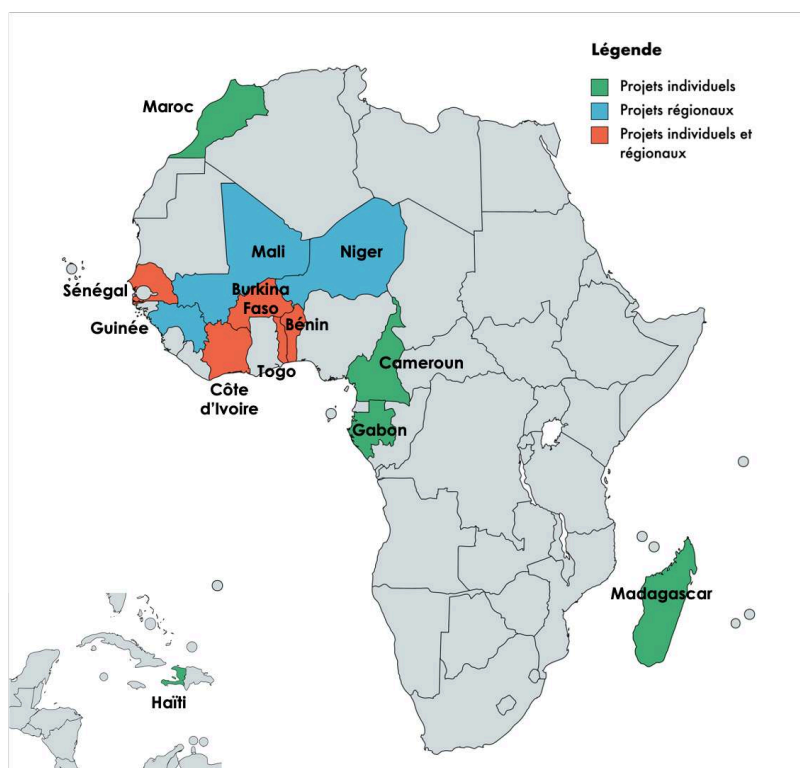 Légende
Projets individuels
Projets régionaux
Projets individuels et
régionaux
Maroc
Mali
Niger
Sénégal
Burkina
Faso
Guinée
Bénin
Togo
Cameroun
Côte
d'Ivoire
Gabon
Madagascar
Haïti